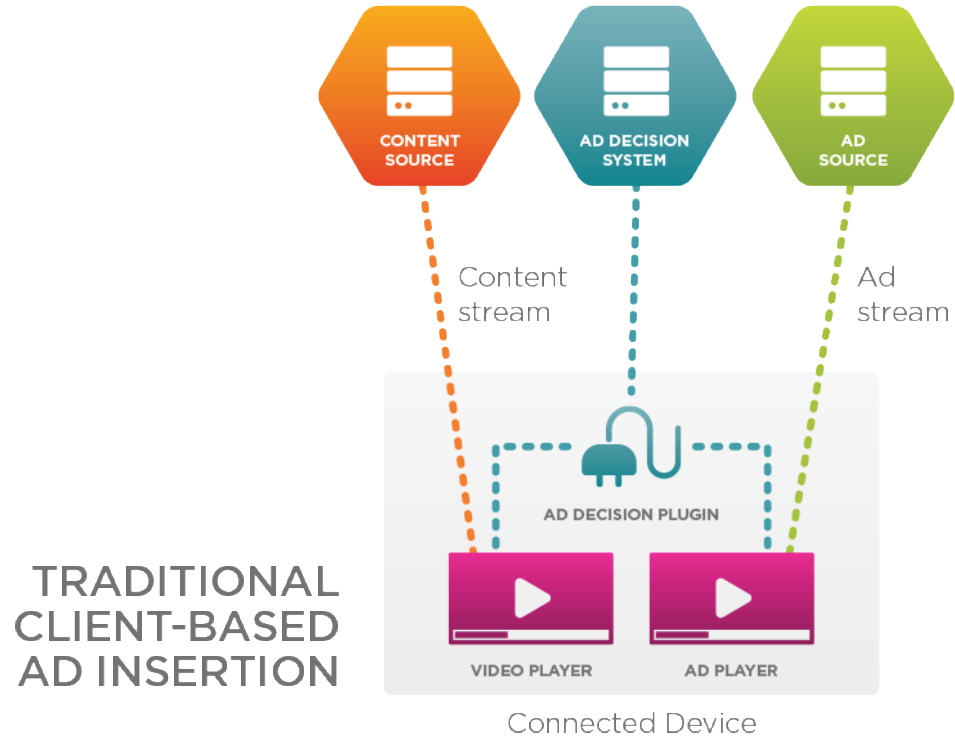 CONTENT
SOURCE
AD DECISION
SYSTEM
AD
SOURCE
Content
stream
Ad
stream
AD DECISION PLUGIN
TRADITIONAL
CLIENT-BASED
AD INSERTION
VIDEO PLAYER
AD PLAYER
Connected Device